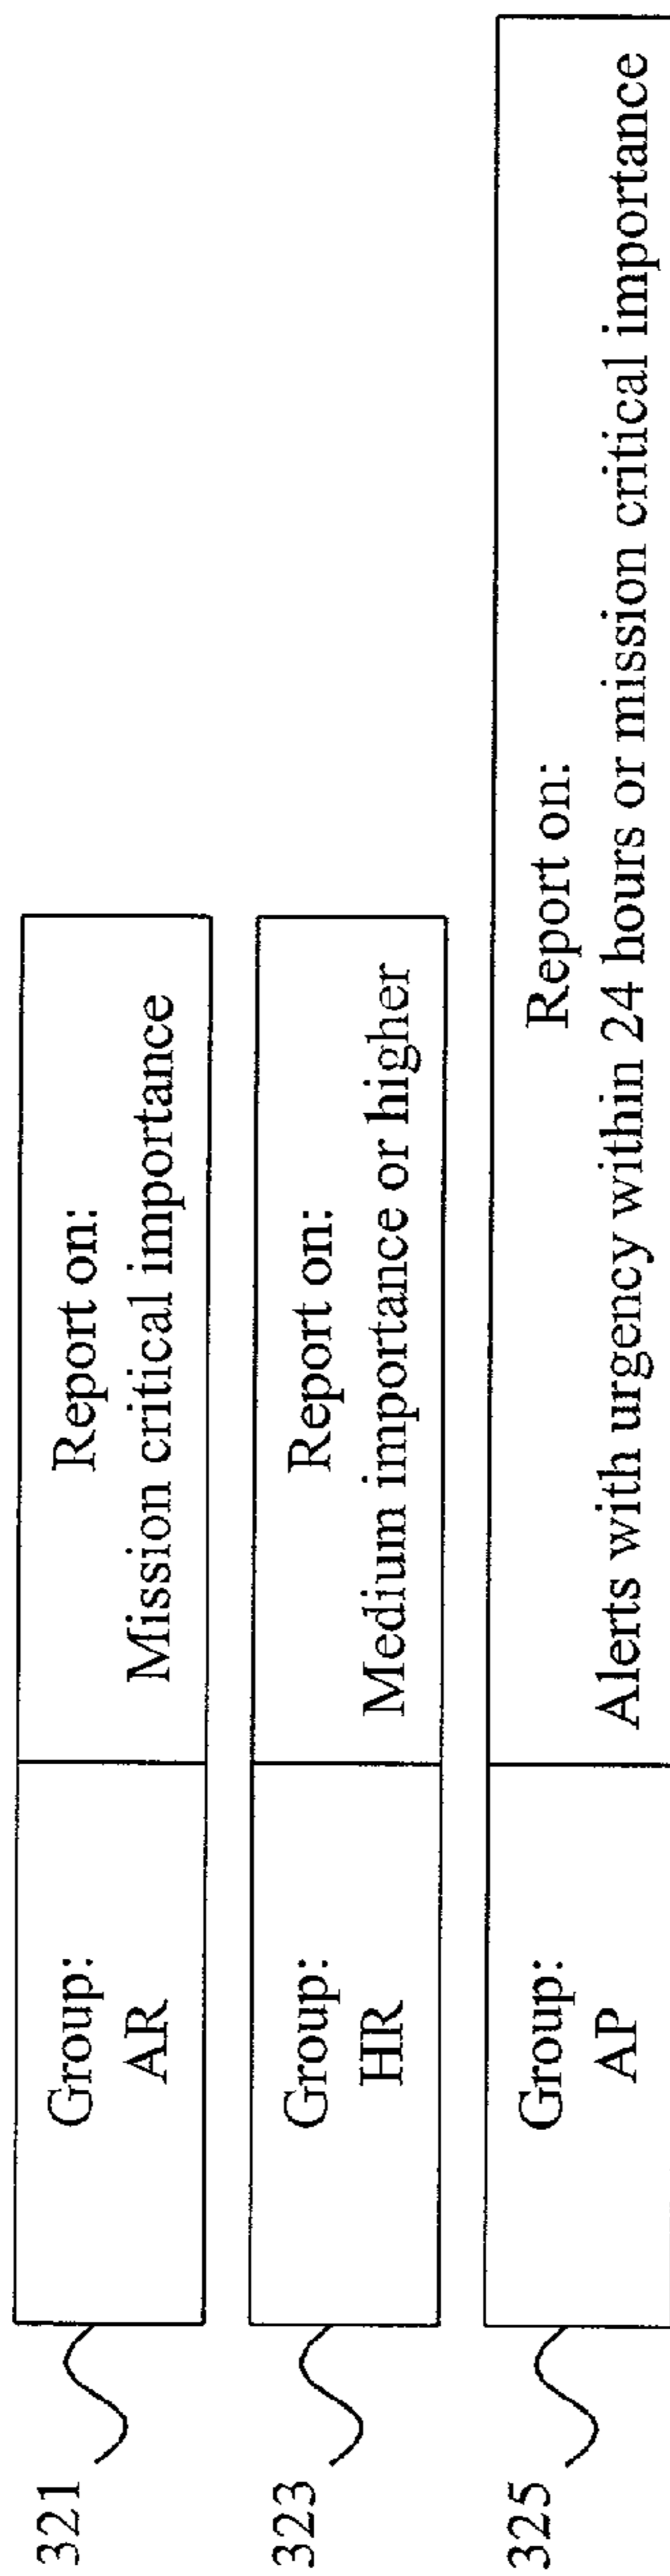 321
Group:
AR
Report on:
Mission critical importance
323
Group:
HR
Report on:
Medium importance or higher
325
Group:
AP
Report on:
Alerts with urgency within 24 hours or mission critical importance